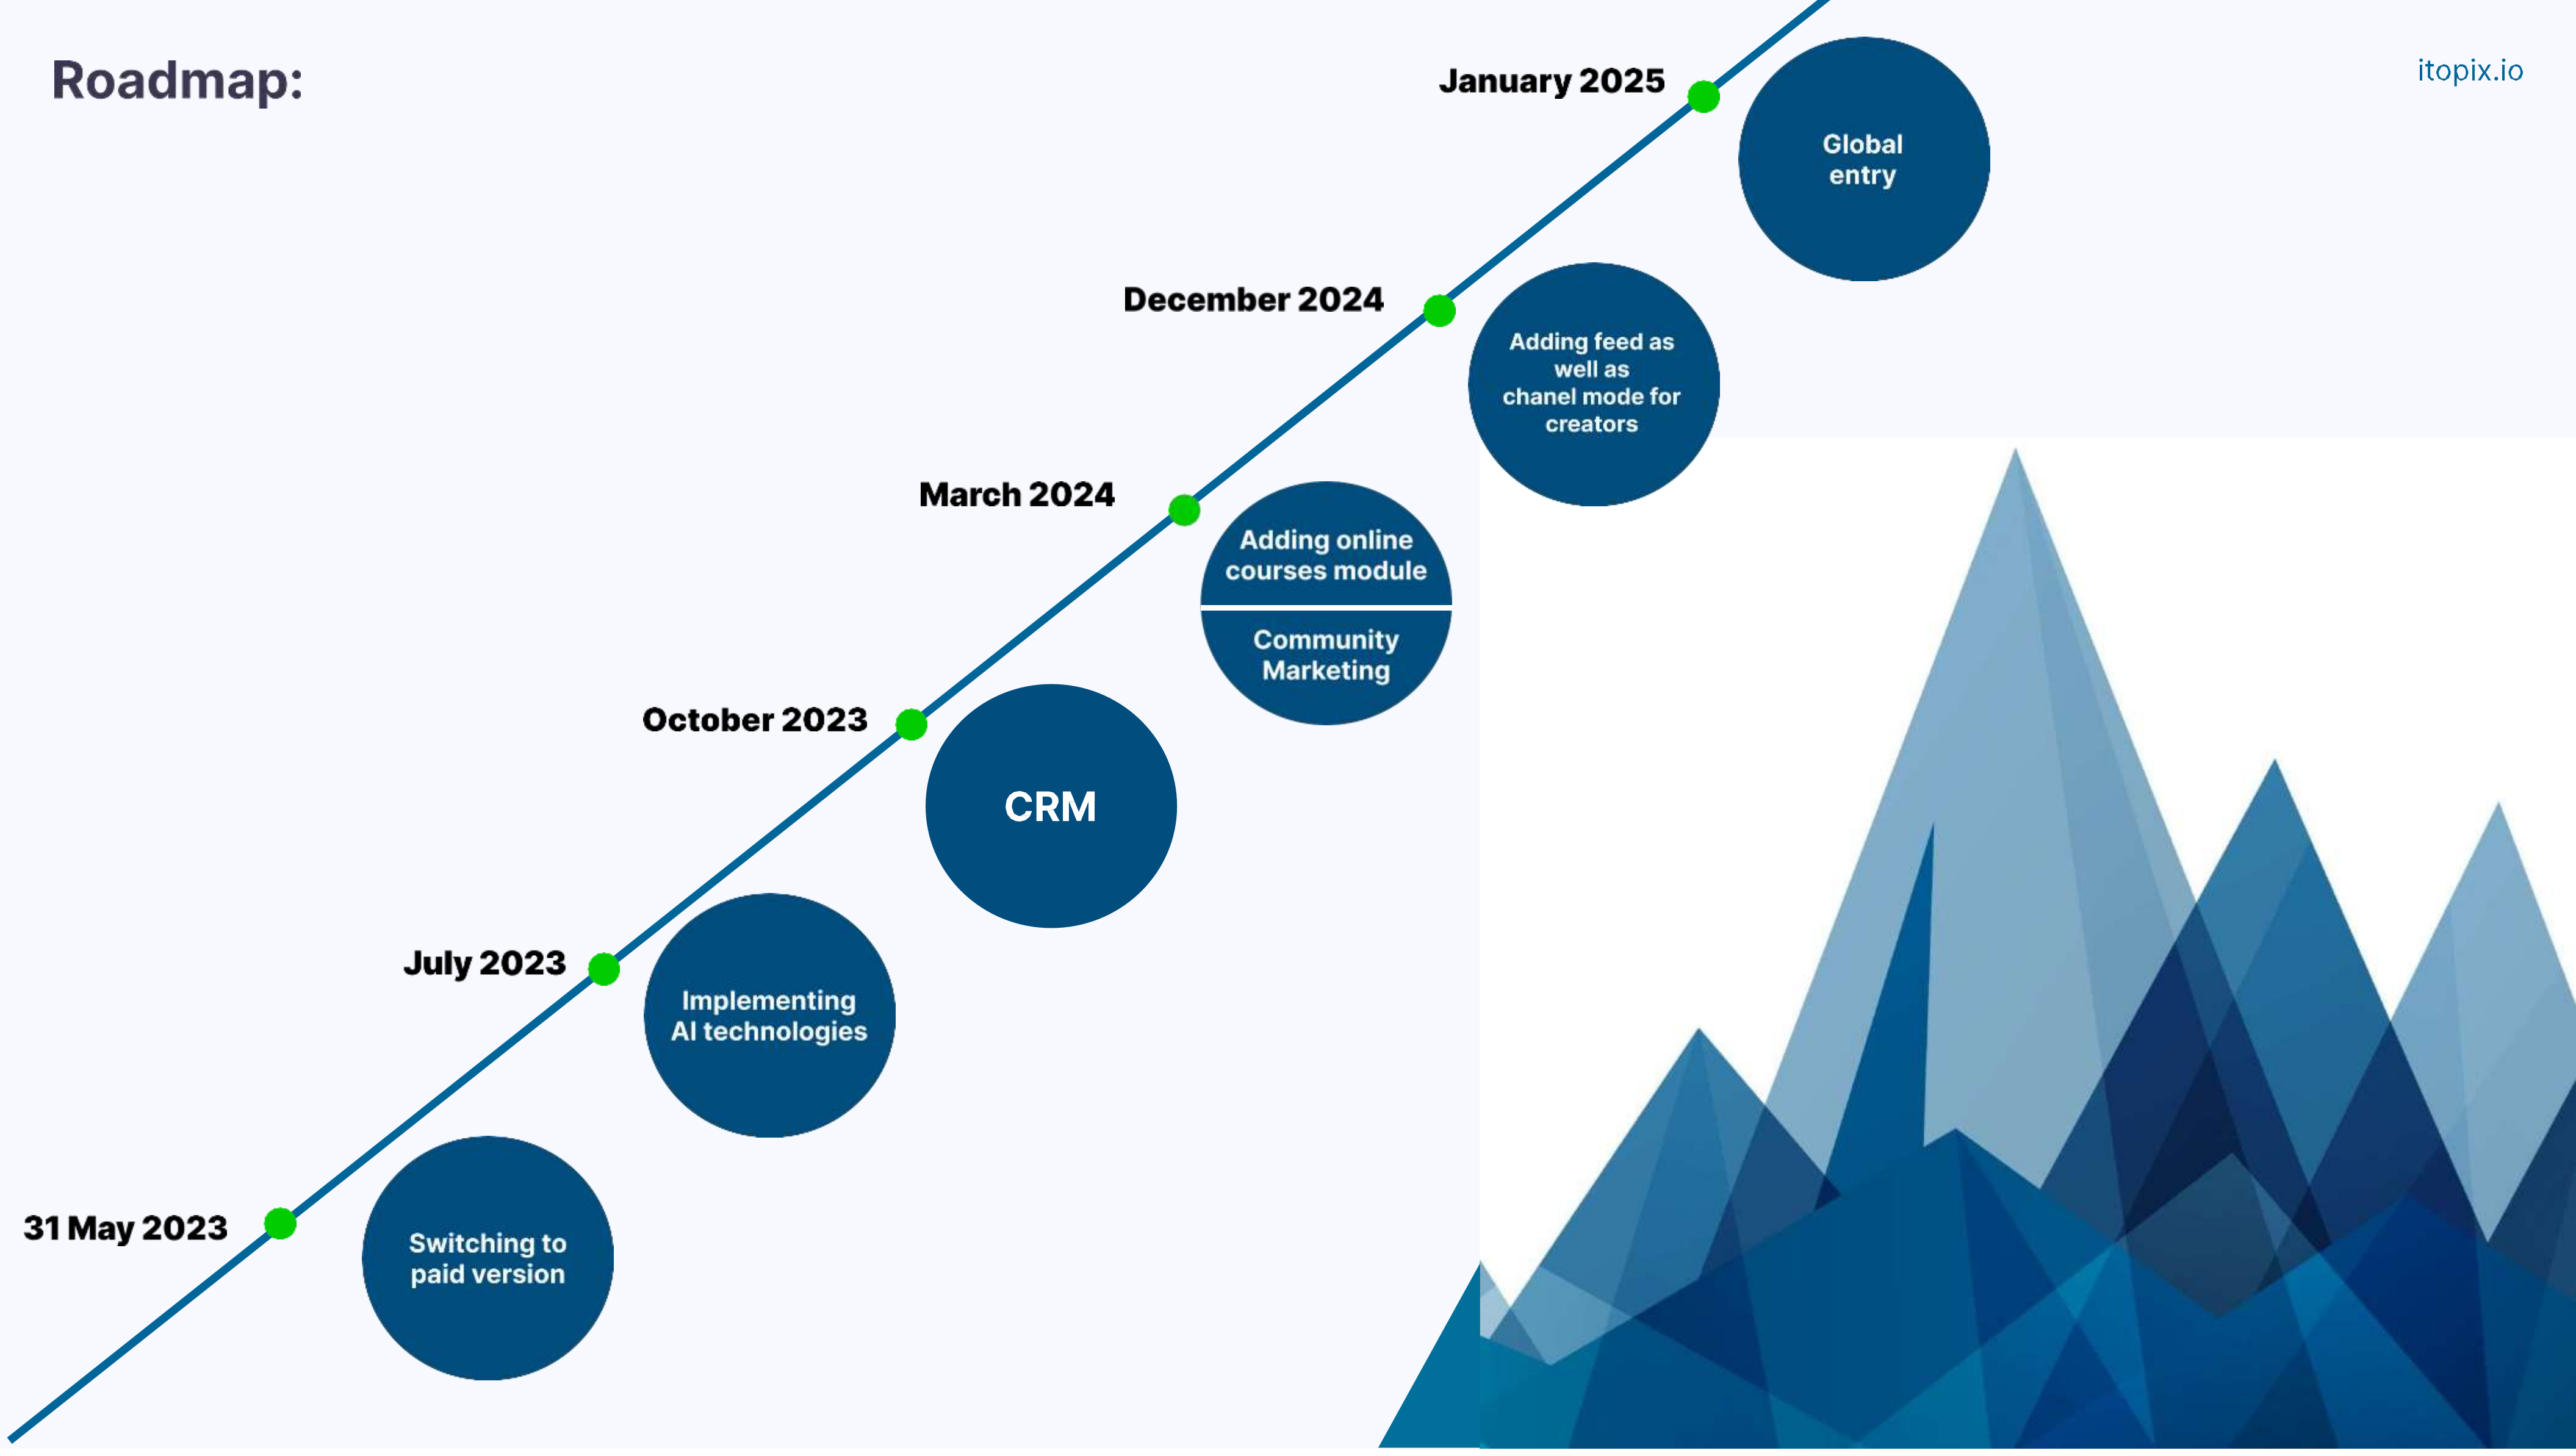 Roadmap:
itopix.io
January 2025
Global
entry
December 2024
Adding feed as
well as
chanel mode for
creators
March 2024
Adding online
courses module
Community
Marketing
October 2023
CRM
July 2023
Implementing
AI technologies
31 May 2023
Switching to
paid version